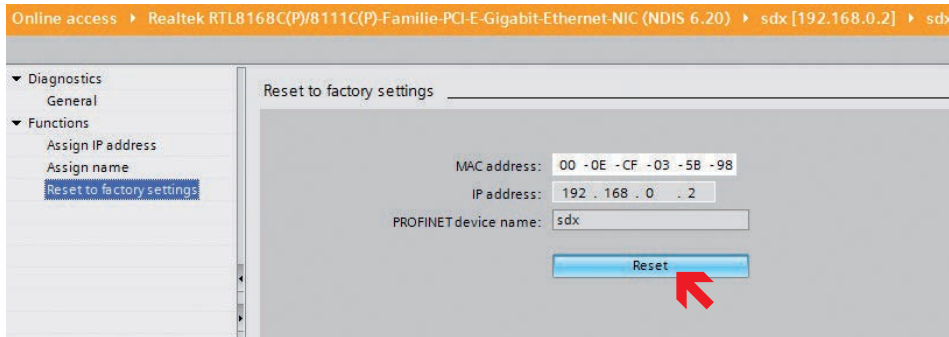 Online access ▸ Realtek RTL8168C(P)/8111C(P)-Familie-PCI-E-Gigabit-Ethernet-NIC (NDIS 6.20) ▸ sdx [192.168.0.2] ▸ sdx
Diagnostics
General
Functions
Assign IP address
Assign name
Reset to factory settings
Reset to factory settings
MAC address: 00 -0E -CF -03 -5B -98
IP address: 192 . 168 . 0 . 2
PROFINET device name: sdx
Reset